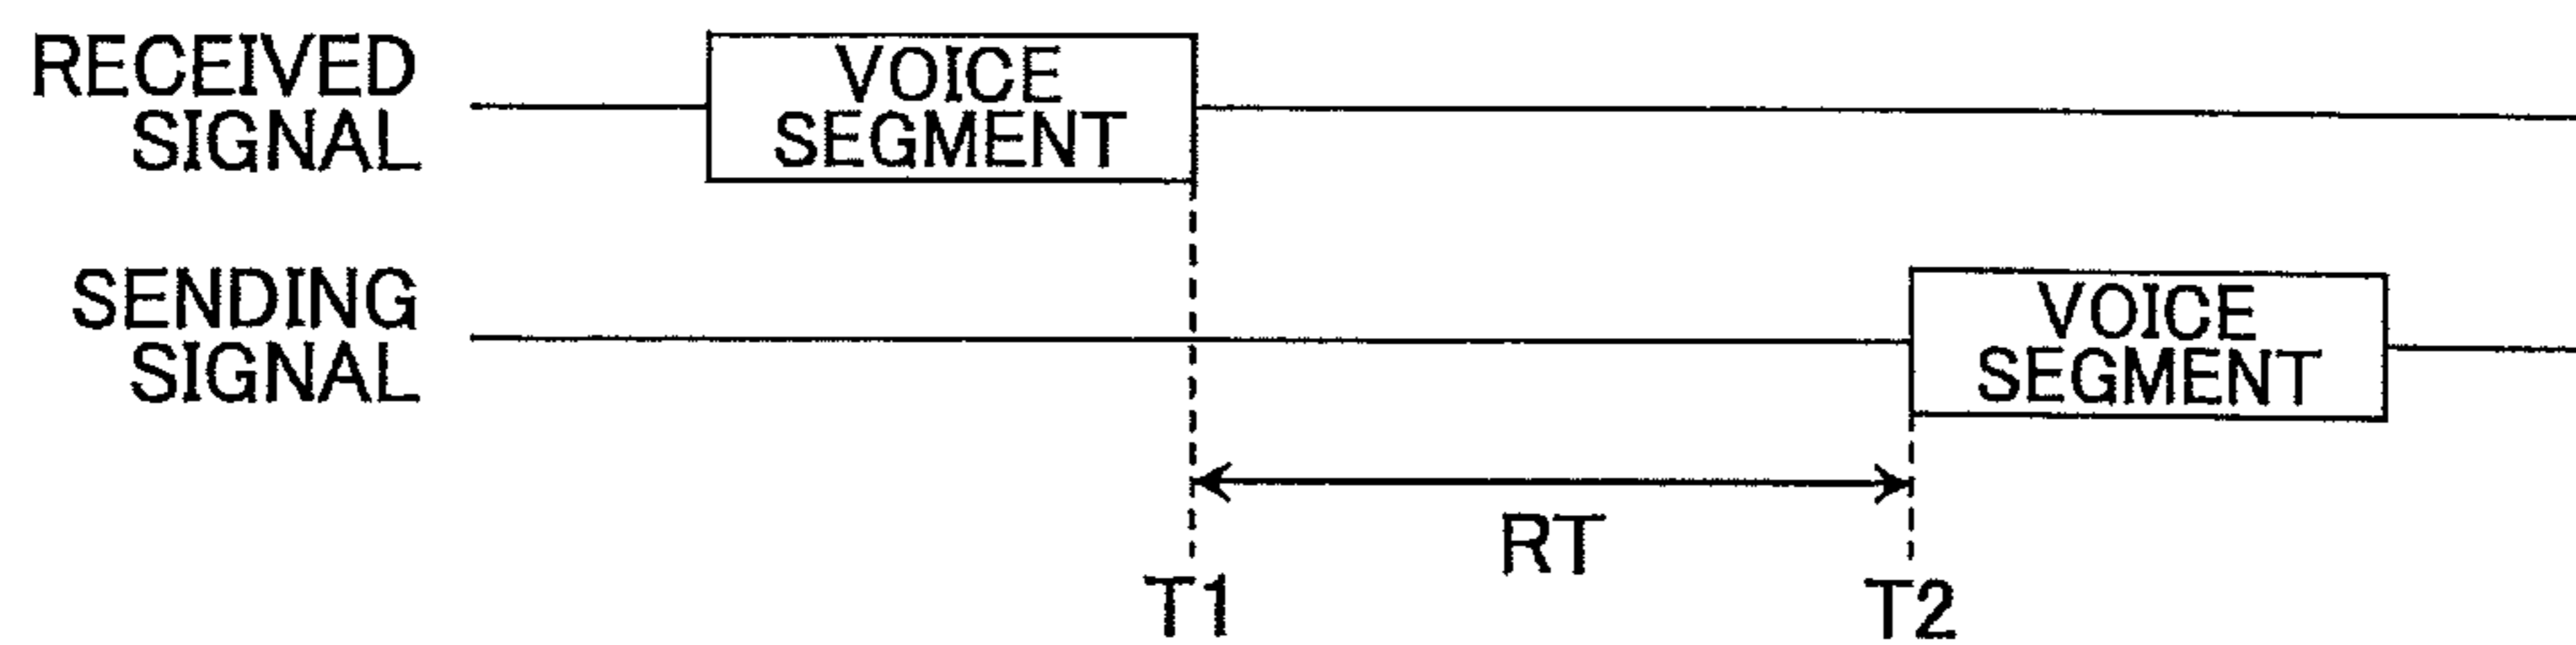 RECEIVED
SIGNAL
VOICE
SEGMENT
SENDING
SIGNAL
VOICE
SEGMENT
RT
T1
T2